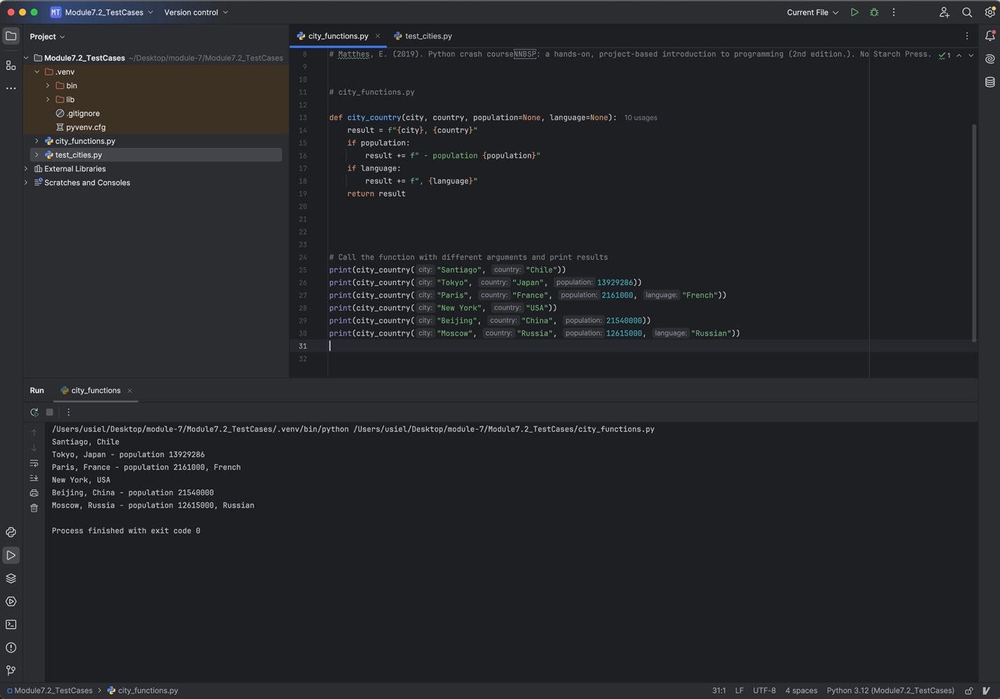 MT Module7.2_TestCases Version control Current File
Project
city_functions.py
test_cities.py
Module7.2_TestCases ~/Desktop/module-7/Module7.2_TestCases
.venv
bin
lib
.gitignore
pyvenv.cfg
city_functions.py
test_cities.py
External Libraries
Scratches and Consoles
8 # Matthes, E. (2019). Python crash courseNNBSP: a hands-on, project-based introduction to programming (2nd edition.). No Starch Press. 1
9
10
11 # city_functions.py
12
13 def city_country(city, country, population=None, language=None): 10 usages
14     result = f"{city}, {country}"
15     if population:
16         result += f" - population {population}"
17     if language:
18         result += f", {language}"
19     return result
20
21
22
23
24 # Call the function with different arguments and print results
25 print(city_country( city: "Santiago", country: "Chile"))
26 print(city_country( city: "Tokyo", country: "Japan", population: 13929286))
27 print(city_country( city: "Paris", country: "France", population: 2161000, language: "French"))
28 print(city_country( city: "New York", country: "USA"))
29 print(city_country( city: "Beijing", country: "China", population: 21540000))
30 print(city_country( city: "Moscow", country: "Russia", population: 12615000, language: "Russian"))
31
32
Run city_functions
/Users/usiel/Desktop/module-7/Module7.2_TestCases/.venv/bin/python /Users/usiel/Desktop/module-7/Module7.2_TestCases/city_functions.py
Santiago, Chile
Tokyo, Japan - population 13929286
Paris, France - population 2161000, French
New York, USA
Beijing, China - population 21540000
Moscow, Russia - population 12615000, Russian
Process finished with exit code 0
Module7.2_TestCases > city_functions.py 31:1 LF UTF-8 4 spaces Python 3.12 (Module7.2_TestCases)